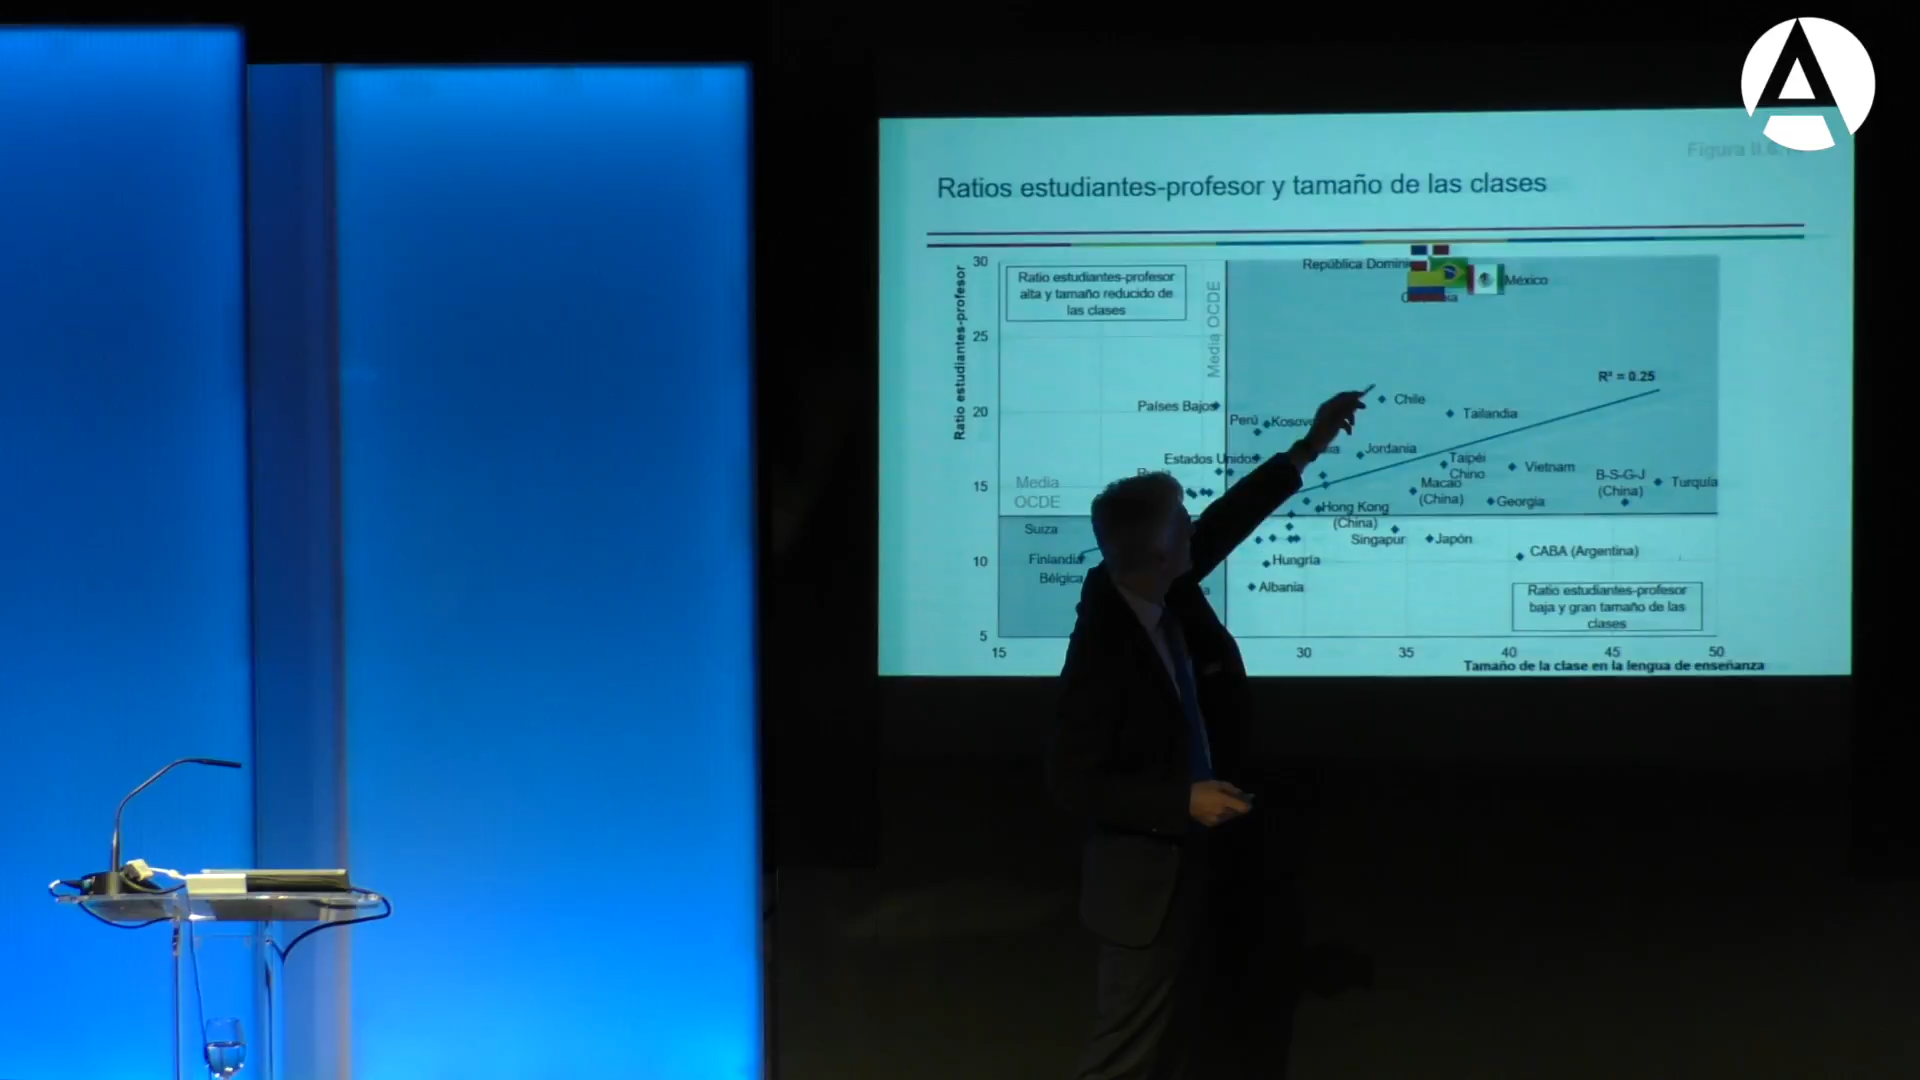 Figura II.6.
Ratios estudiantes-profesor y tamaño de las clases
Ratio estudiantes-profesor
30
25
20
15
10
5
Ratio estudiantes-profesor
alta y tamaño reducido de
las clases
Media OCDE
República
México
R² = 0.25
Países Bajos
Chile
Tailandia
Perú
Kosovo
Jordania
Estados Unidos
Rusia
Taipéi
Chino
Vietnam
B-S-G-J
(China)
Turquía
Media
OCDE
Macao
(China)
Georgia
Hong Kong
(China)
Suiza
Singapur
Japón
Finlandia
Hungría
CABA (Argentina)
Bélgica
Albania
Ratio estudiantes-profesor
baja y gran tamaño de las
clases
15
30
35
40
45
50
Tamaño de la clase en la lengua de enseñanza